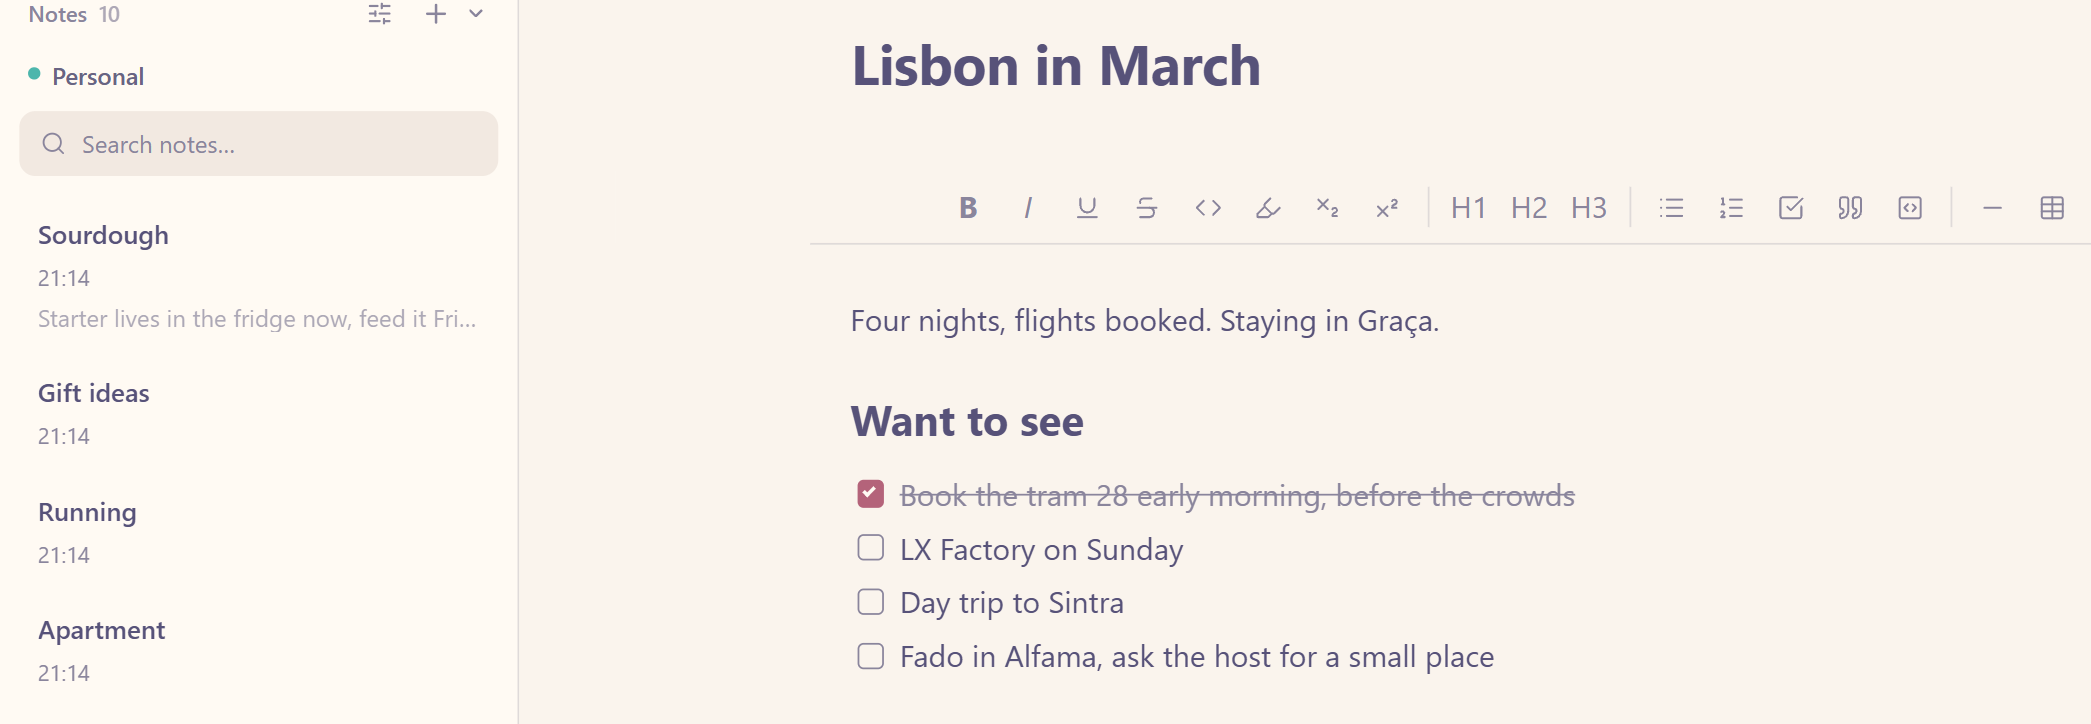 Notes 10
Personal
Search notes...
Sourdough
21:14
Starter lives in the fridge now, feed it Fri...
Gift ideas
21:14
Running
21:14
Apartment
21:14
Lisbon in March
B I U S <> x₂ x² H1 H2 H3
Four nights, flights booked. Staying in Graça.
Want to see
Book the tram 28 early morning, before the crowds
LX Factory on Sunday
Day trip to Sintra
Fado in Alfama, ask the host for a small place